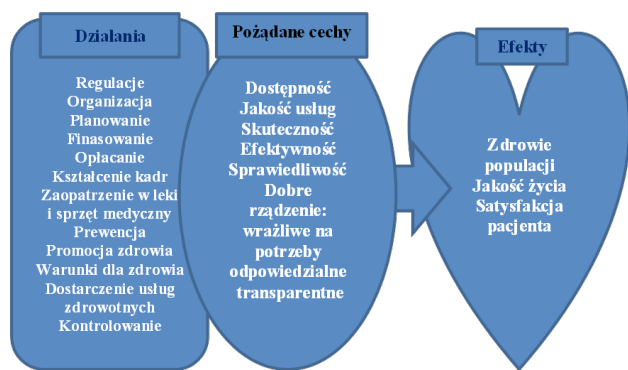 Działania
Regulacje
Organizacja
Planowanie
Finasowanie
Opłacanie
Kształcenie kadr
Zaopatrzenie w leki
i sprzęt medyczny
Prewencja
Promocja zdrowia
Warunki dla zdrowia
Dostarczenie usług
zdrowotnych
Kontrolowanie
Pożądane cechy
Dostępność
Jakość usług
Skuteczność
Efektywność
Sprawiedliwość
Dobre
rządzenie:
wrażliwe na
potrzeby
odpowiedzialne
transparentne
Efekty
Zdrowie
populacji
Jakość życia
Satysfakcja
pacjenta